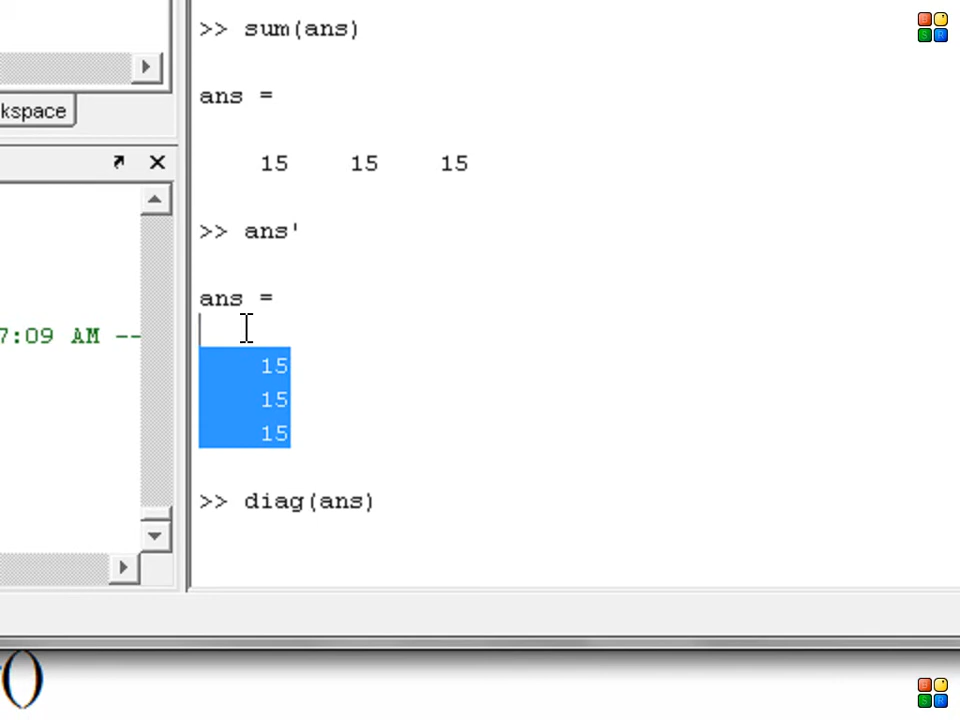 >> sum(ans)
ans =
15 15 15
kspace
>> ans'
ans =
7:09 AM --
15
15
15
>> diag(ans)
()